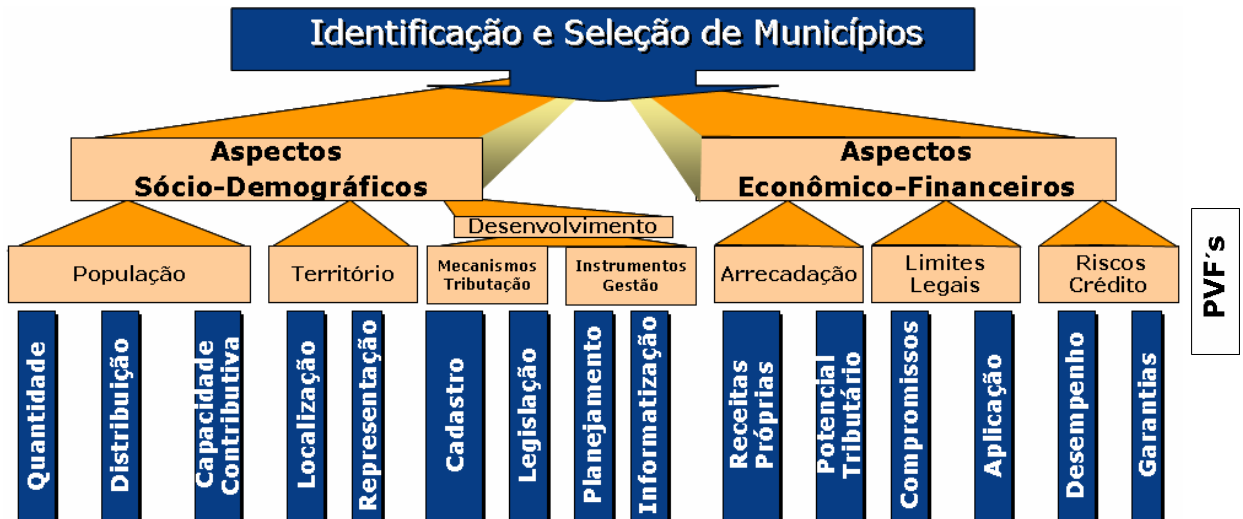 Identificação e Seleção de Municípios
Aspectos
Sócio-Demográficos
Aspectos
Econômico-Financeiros
Desenvolvimento
População
Território
Mecanismos
Tributação
Instrumentos
Gestão
Arrecadação
Limites
Legais
Riscos
Crédito
PVF´s
Quantidade
Distribuição
Capacidade
Contributiva
Localização
Representação
Cadastro
Legislação
Planejamento
Informatização
Receitas
Próprias
Potencial
Tributário
Compromissos
Aplicação
Desempenho
Garantias